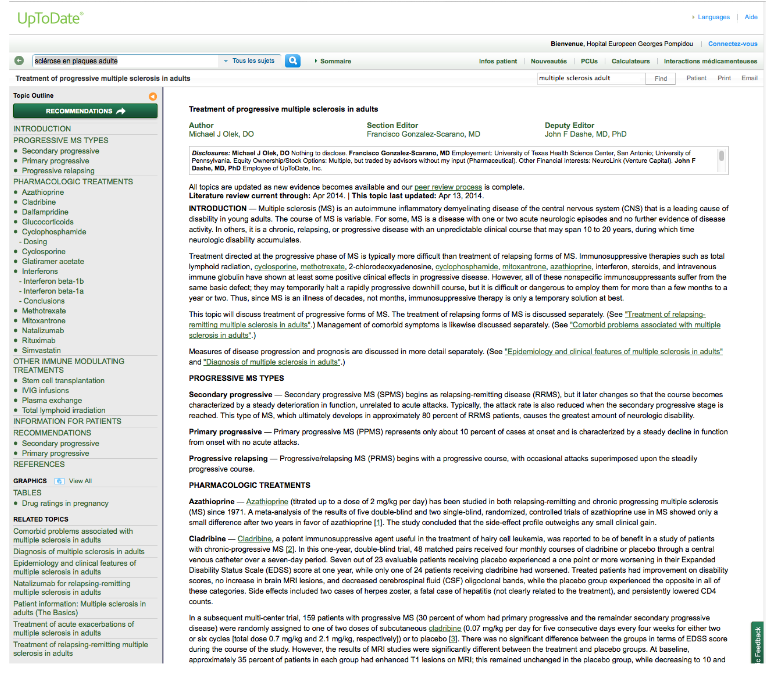 UpToDate®
Languages | Aide
Bienvenue, Hopital Europeen Georges Pompidou | Connectez-vous
sclérose en plaques adulte
Tous les sujets
Sommaire
Infos patient | Nouveautés | PCUs | Calculateurs | Interactions médicamenteuses
Treatment of progressive multiple sclerosis in adults
multiple sclerosis adult
Find
Patient Print Email
Topic Outline
RECOMMENDATIONS
INTRODUCTION
PROGRESSIVE MS TYPES
Secondary progressive
Primary progressive
Progressive relapsing
PHARMACOLOGIC TREATMENTS
Azathioprine
Cladribine
Dalfampridine
Glucocorticoids
Cyclophosphamide
- Dosing
Cyclosporine
Glatiramer acetate
Interferons
- Interferon beta-1b
- Interferon beta-1a
- Conclusions
Methotrexate
Mitoxantrone
Natalizumab
Rituximab
Simvastatin
OTHER IMMUNE MODULATING
TREATMENTS
Stem cell transplantation
IVIG infusions
Plasma exchange
Total lymphoid irradiation
INFORMATION FOR PATIENTS
RECOMMENDATIONS
Secondary progressive
Primary progressive
REFERENCES
GRAPHICS View All
TABLES
Drug ratings in pregnancy
RELATED TOPICS
Comorbid problems associated with
multiple sclerosis in adults
Diagnosis of multiple sclerosis in adults
Epidemiology and clinical features of
multiple sclerosis in adults
Natalizumab for relapsing-remitting
multiple sclerosis in adults
Patient information: Multiple sclerosis in
adults (The Basics)
Treatment of acute exacerbations of
multiple sclerosis in adults
Treatment of relapsing-remitting multiple
sclerosis in adults
Treatment of progressive multiple sclerosis in adults
Author
Michael J Olek, DO
Section Editor
Francisco Gonzalez-Scarano, MD
Deputy Editor
John F Dashe, MD, PhD
Disclosures: Michael J Olek, DO Nothing to disclose. Francisco Gonzalez-Scarano, MD Employement: University of Texas Health Science Center, San Antonio; University of
Pennsylvania. Equity Ownership/Stock Options: Multiple, but traded by advisors without my input (Pharmaceutical). Other Financial interests: NeuroLink (Venture Capital). John F
Dashe, MD, PhD Employee of UpToDate, Inc.
All topics are updated as new evidence becomes available and our peer review process is complete.
Literature review current through: Apr 2014. | This topic last updated: Apr 13, 2014.
INTRODUCTION — Multiple sclerosis (MS) is an autoimmune inflammatory demyelinating disease of the central nervous system (CNS) that is a leading cause of
disability in young adults. The course of MS is variable. For some, MS is a disease with one or two acute neurologic episodes and no further evidence of disease
activity. In others, it is a chronic, relapsing, or progressive disease with an unpredictable clinical course that may span 10 to 20 years, during which time
neurologic disability accumulates.
Treatment directed at the progressive phase of MS is typically more difficult than treatment of relapsing forms of MS. Immunosuppressive therapies such as total
lymphoid radiation, cyclosporine, methotrexate, 2-chlorodeoxyadenosine, cyclophosphamide, mitoxantrone, azathioprine, interferon, steroids, and intravenous
immune globulin have shown at least some positive clinical effects in progressive disease. However, all of these nonspecific immunosuppressants suffer from the
same basic defect; they may temporarily halt a rapidly progressive downhill course, but it is difficult or dangerous to employ them for more than a few months to a
year or two. Thus, since MS is an illness of decades, not months, immunosuppressive therapy is only a temporary solution at best.
This topic will discuss treatment of progressive forms of MS. The treatment of relapsing forms of MS is discussed separately. (See "Treatment of relapsing-
remitting multiple sclerosis in adults".) Management of comorbid symptoms is likewise discussed separately. (See "Comorbid problems associated with multiple
sclerosis in adults".)
Measures of disease progression and prognosis are discussed in more detail separately. (See "Epidemiology and clinical features of multiple sclerosis in adults"
and "Diagnosis of multiple sclerosis in adults".)
PROGRESSIVE MS TYPES
Secondary progressive — Secondary progressive MS (SPMS) begins as relapsing-remitting disease (RRMS), but it later changes so that the course becomes
characterized by a steady deterioration in function, unrelated to acute attacks. Typically, the attack rate is also reduced when the secondary progressive stage is
reached. This type of MS, which ultimately develops in approximately 80 percent of RRMS patients, causes the greatest amount of neurologic disability.
Primary progressive — Primary progressive MS (PPMS) represents only about 10 percent of cases at onset and is characterized by a steady decline in function
from onset with no acute attacks.
Progressive relapsing — Progressive/relapsing MS (PRMS) begins with a progressive course, with occasional attacks superimposed upon the steadily
progressive course.
PHARMACOLOGIC TREATMENTS
Azathioprine — Azathioprine (titrated up to a dose of 2 mg/kg per day) has been studied in both relapsing-remitting and chronic progressing multiple sclerosis
(MS) since 1971. A meta-analysis of the results of five double-blind and two single-blind, randomized, controlled trials of azathioprine use in MS showed only a
small difference after two years in favor of azathioprine [1]. The study concluded that the side-effect profile outweighs any small clinical gain.
Cladribine — Cladribine, a potent immunosuppressive agent useful in the treatment of hairy cell leukemia, was reported to be of benefit in a study of patients
with chronic-progressive MS [2]. In this one-year, double-blind trial, 48 matched pairs received four monthly courses of cladribine or placebo through a central
venous catheter over a seven-day period. Seven out of 23 evaluable patients receiving placebo experienced a one point or more worsening in their Expanded
Disability Status Scale (EDSS) score at one year, while only one of 24 patients receiving cladribine had worsened. Treated patients had improvement on disability
scores, no increase in brain MRI lesions, and decreased cerebrospinal fluid (CSF) oligoclonal bands, while the placebo group experienced the opposite in all of
these categories. Side effects included two cases of herpes zoster, a fatal case of hepatitis (not clearly related to the treatment), and persistently lowered CD4
counts.
In a subsequent multi-center trial, 159 patients with progressive MS (30 percent of whom had primary progressive and the remainder secondary progressive
disease) were randomly assigned to one of two doses of subcutaneous cladribine (0.07 mg/kg per day for five consecutive days every four weeks for either two
or six cycles [total dose 0.7 mg/kg and 2.1 mg/kg, respectively]) or to placebo [3]. There was no significant difference between the groups in terms of EDSS score
during the course of the study. However, the results of MRI studies were significantly different between the treatment and placebo groups. At baseline,
approximately 35 percent of patients in each group had enhanced T1 lesions on MRI; this remained unchanged in the placebo group, while decreasing to 10 and
c Feedback